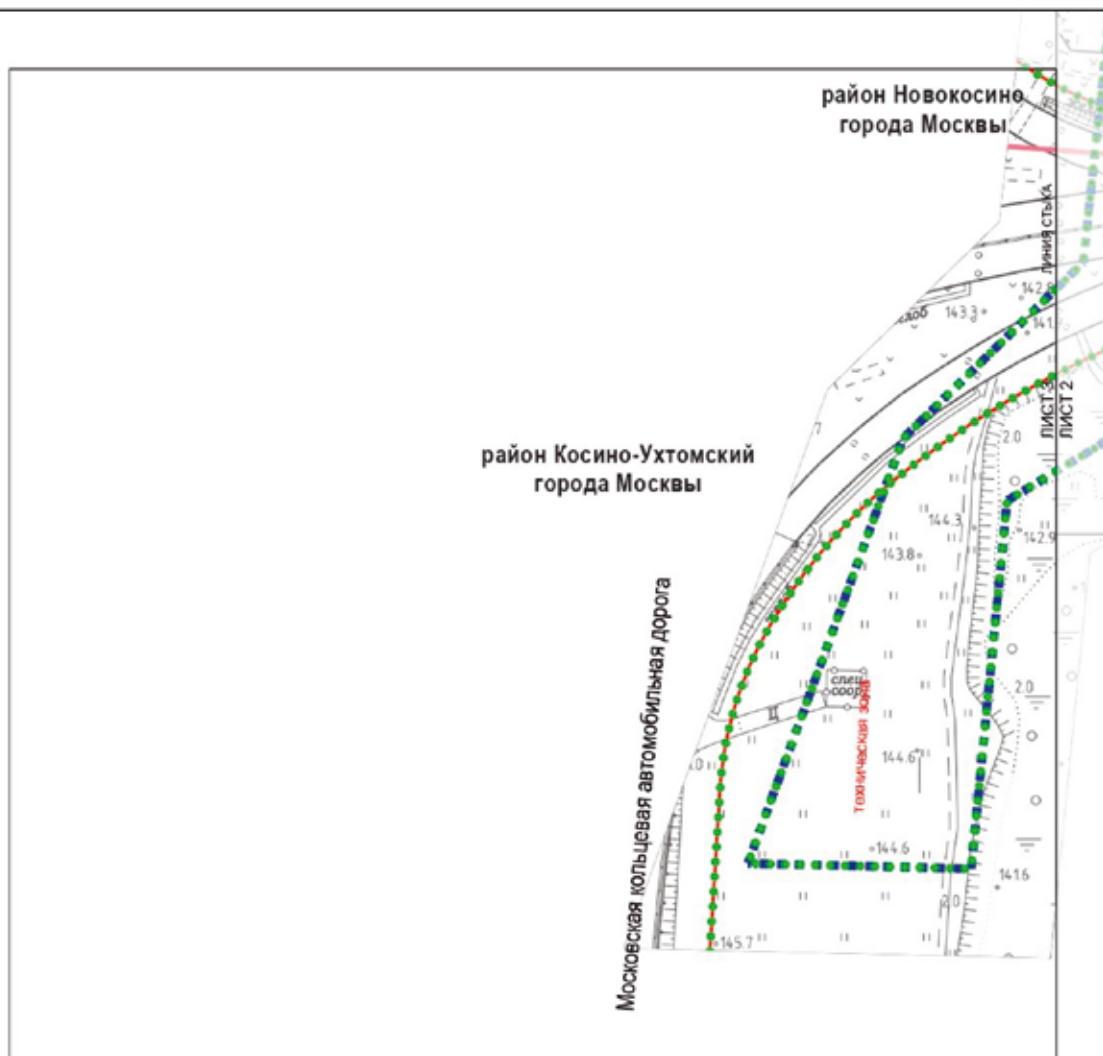 район Новокосино
города Москвы
ЛИНИЯ СТЫКА
142.8
143.3
141.
ЛИСТ 3
ЛИСТ 2
2.0
район Косино-Ухтомский
города Москвы
144.3
142.9
143.8
Московская кольцевая автомобильная дорога
спец.
соор.
2.0
Ц
техническая зона
144.6
144.6
141.6
2.0
145.7